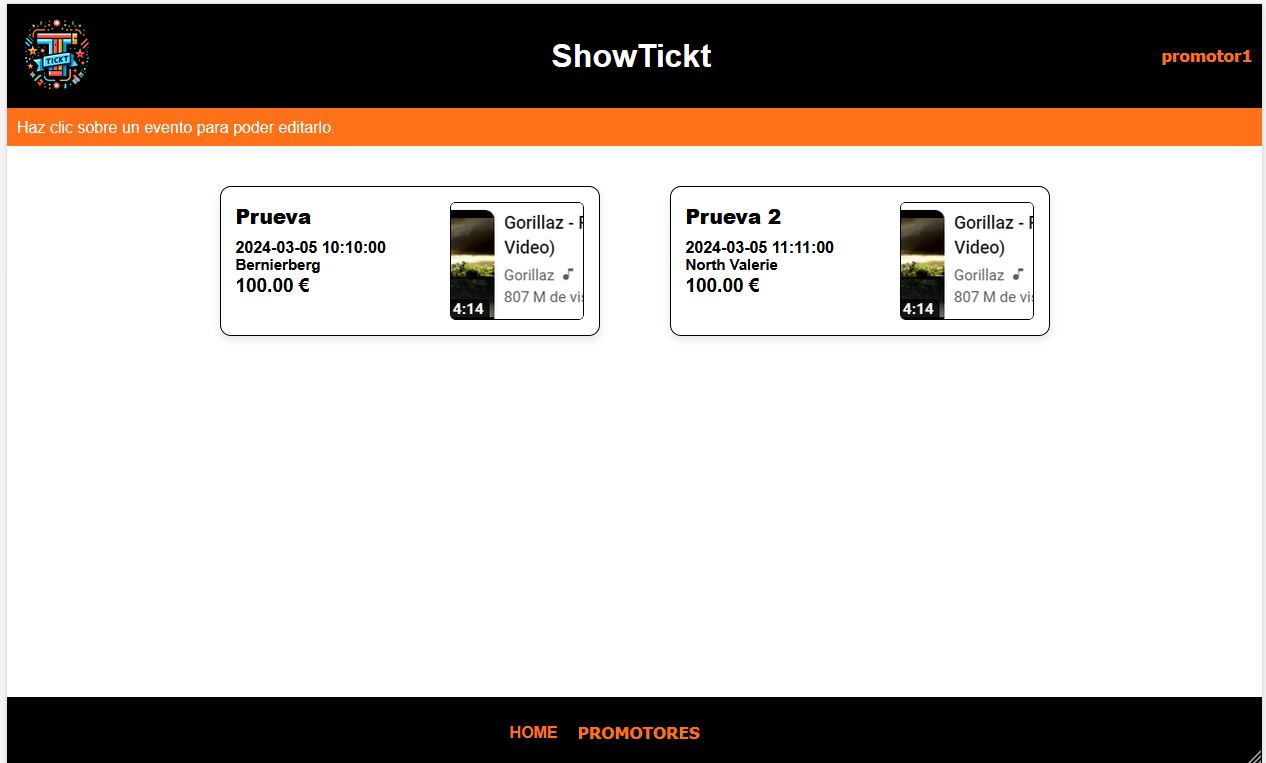 TICKT
ShowTickt
promotor1
Haz clic sobre un evento para poder editarlo.
Prueva
2024-03-05 10:10:00
Bernierberg
100.00 €
Gorillaz -
Video)
Gorillaz
807 M de vis
4:14
Prueva 2
2024-03-05 11:11:00
North Valerie
100.00 €
Gorillaz -
Video)
Gorillaz
807 M de vis
4:14
HOME PROMOTORES